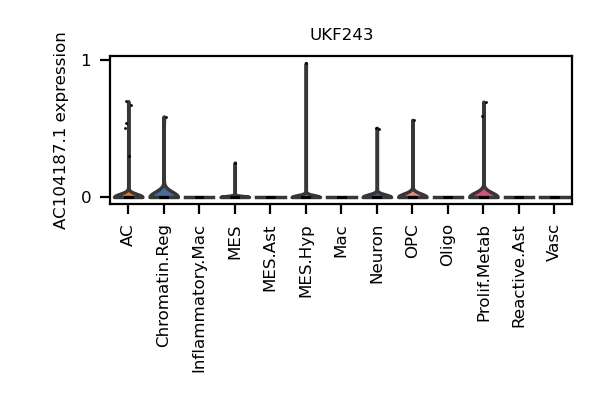 UKF243
AC104187.1 expression
1
0
AC
Chromatin.Reg
Inflammatory.Mac
MES
MES.Ast
MES.Hyp
Mac
Neuron
OPC
Oligo
Prolif.Metab
Reactive.Ast
Vasc